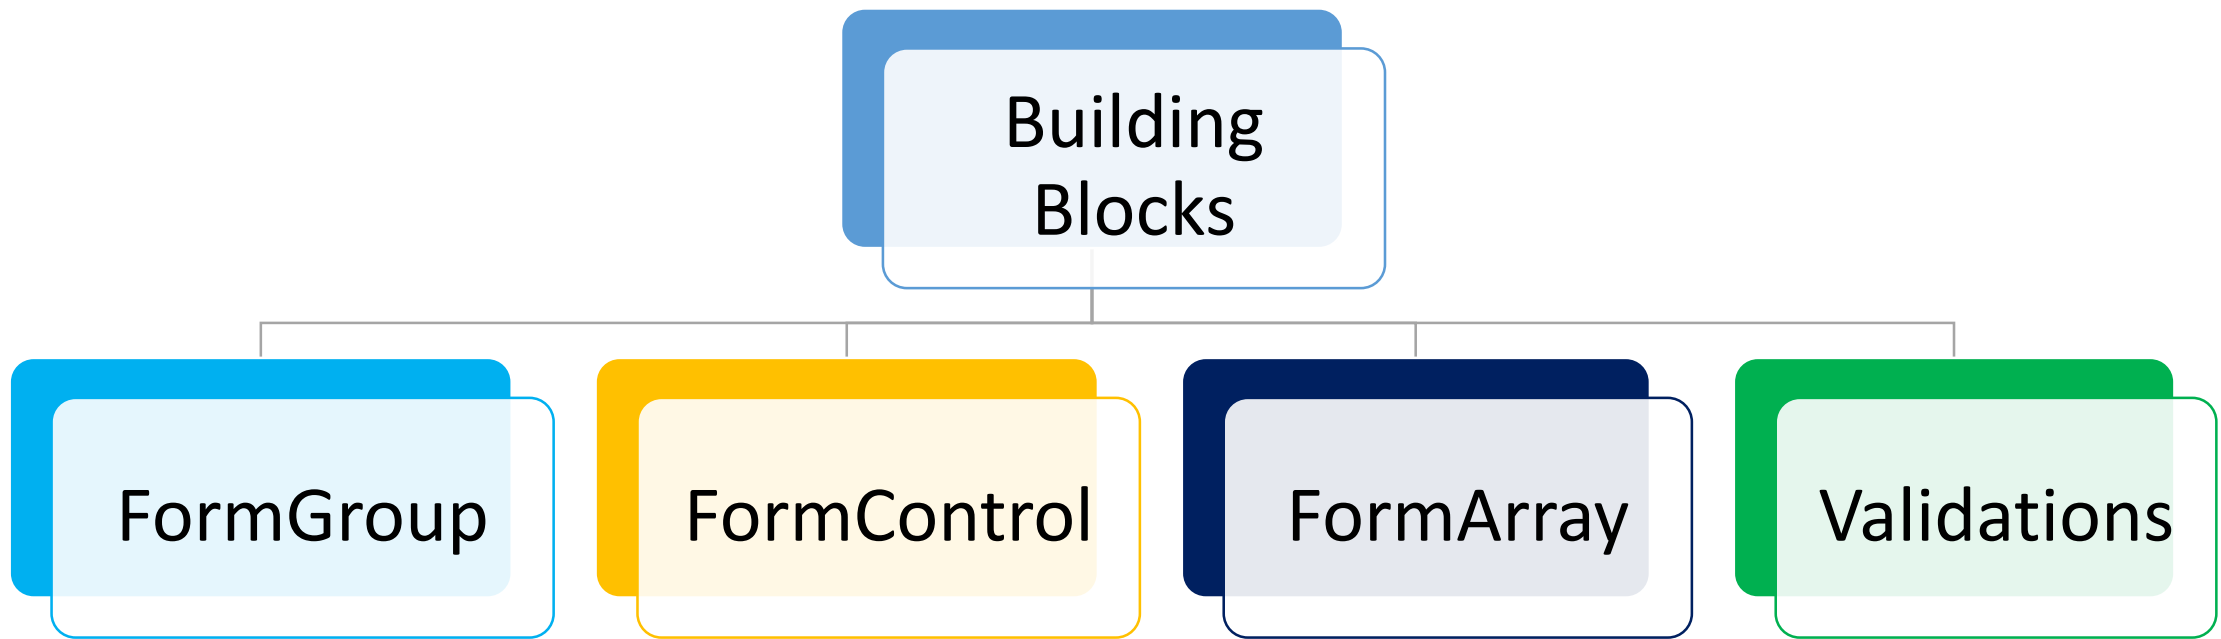 Building
Blocks
FormGroup
FormControl
FormArray
Validations